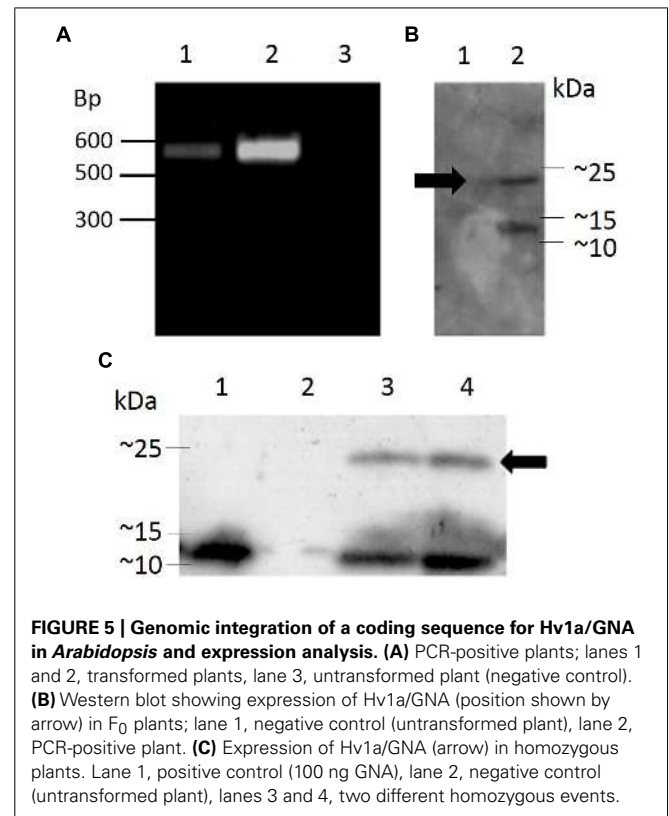 A
1 2 3
Bp
600
500
300
B
1 2
kDa
~25
~15
~10
C
1 2 3 4
kDa
~25
~15
~10
FIGURE 5 | Genomic integration of a coding sequence for Hv1a/GNA
in Arabidopsis and expression analysis. (A) PCR-positive plants; lanes 1
and 2, transformed plants, lane 3, untransformed plant (negative control).
(B) Western blot showing expression of Hv1a/GNA (position shown by
arrow) in F0 plants; lane 1, negative control (untransformed plant), lane 2,
PCR-positive plant. (C) Expression of Hv1a/GNA (arrow) in homozygous
plants. Lane 1, positive control (100 ng GNA), lane 2, negative control
(untransformed plant), lanes 3 and 4, two different homozygous events.